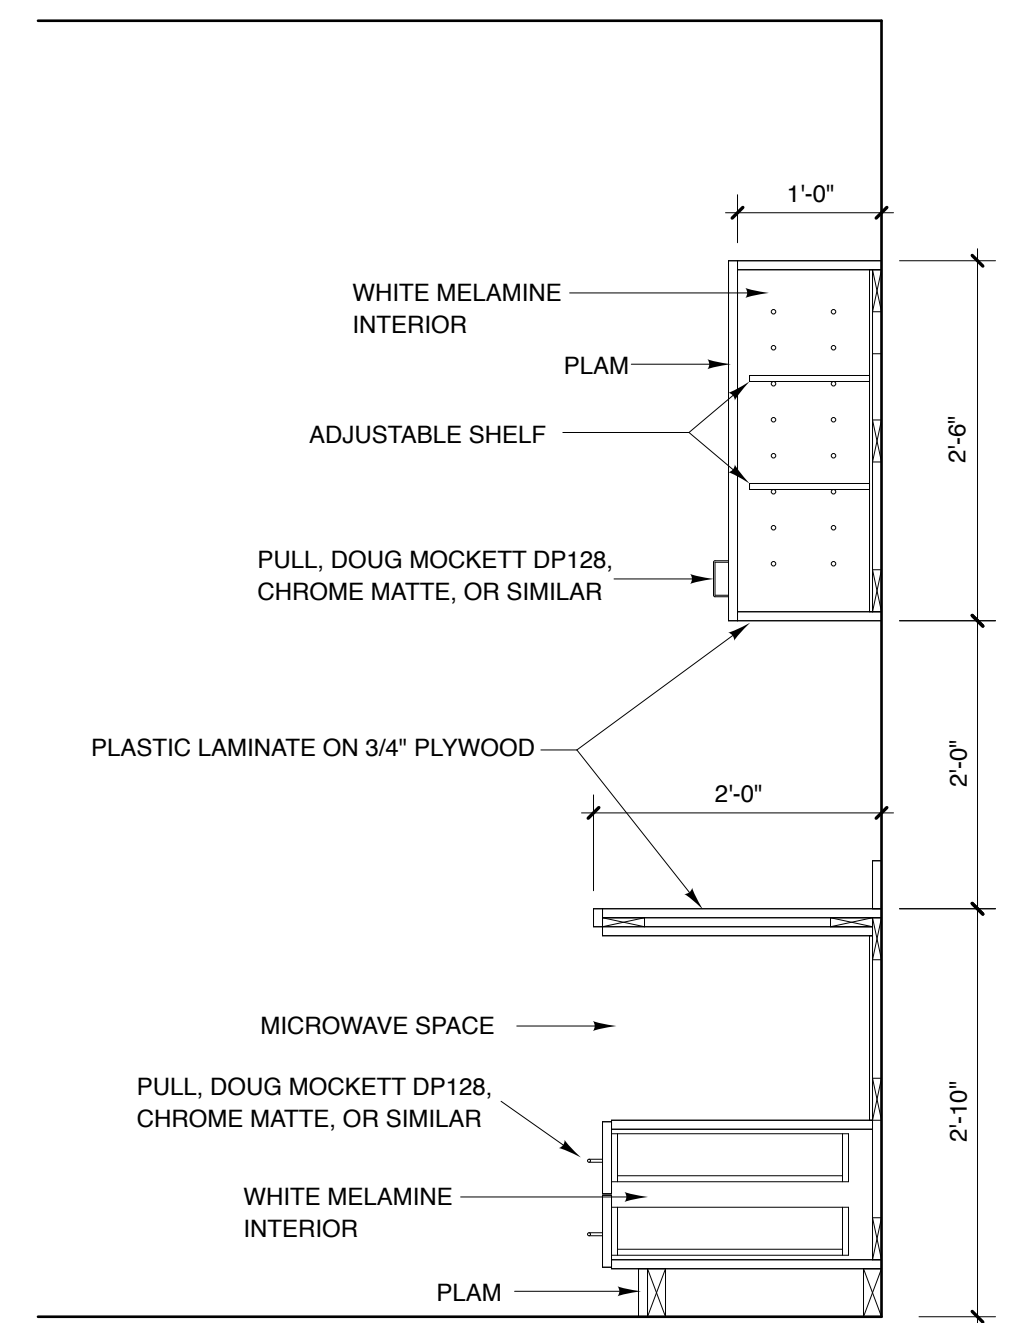 1'-0"
WHITE MELAMINE
INTERIOR
PLAM
ADJUSTABLE SHELF
2'-6"
PULL, DOUG MOCKETT DP128,
CHROME MATTE, OR SIMILAR
PLASTIC LAMINATE ON 3/4" PLYWOOD
2'-0"
2'-0"
MICROWAVE SPACE
PULL, DOUG MOCKETT DP128,
CHROME MATTE, OR SIMILAR
2'-10"
WHITE MELAMINE
INTERIOR
PLAM